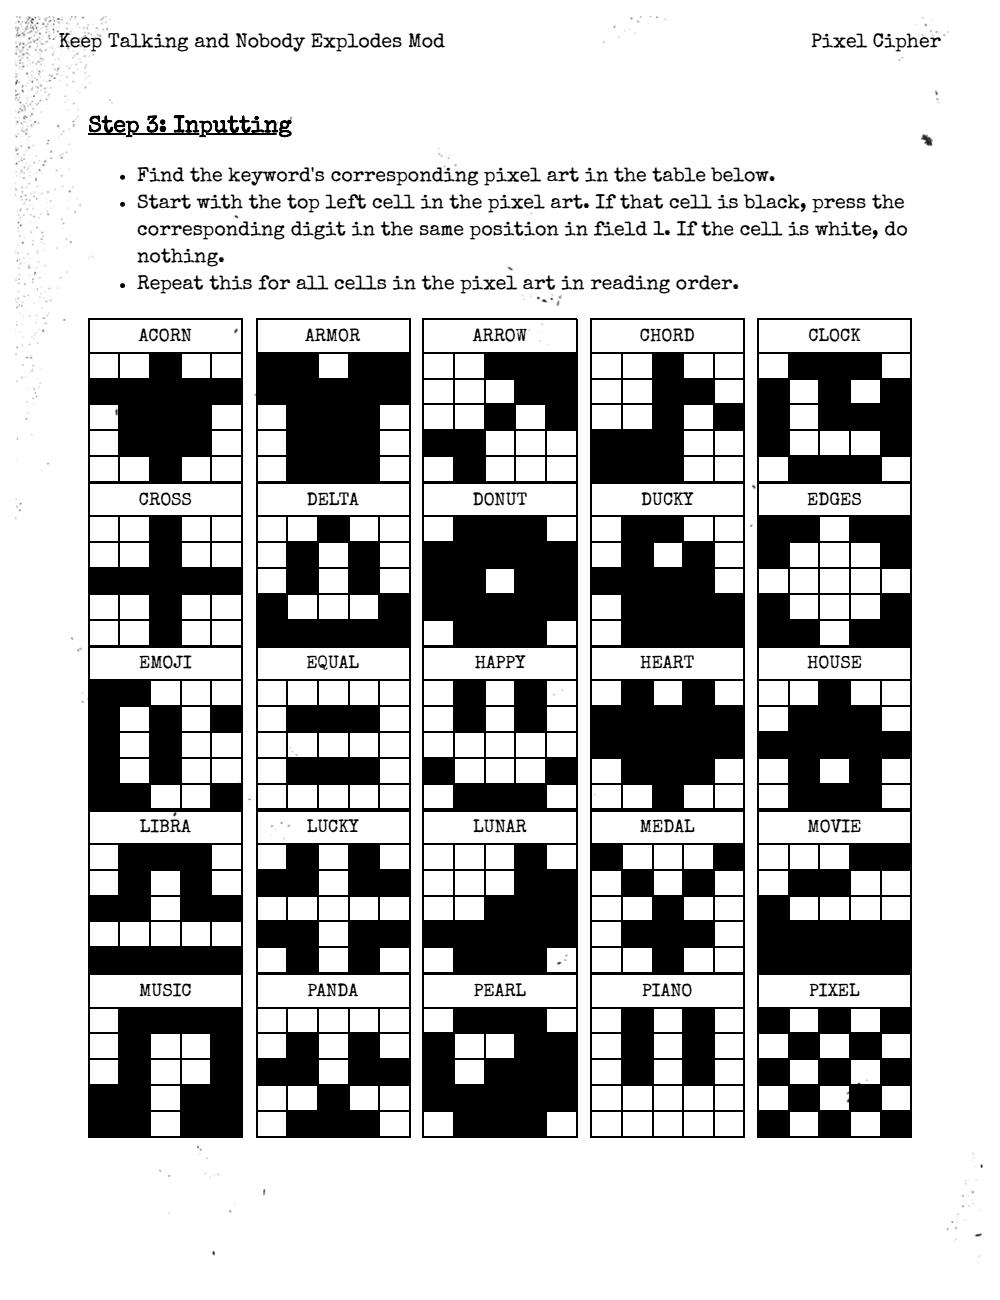 Keep Talking and Nobody Explodes Mod
Pixel Cipher
Step 3: Inputting
• Find the keyword's corresponding pixel art in the table below.
• Start with the top left cell in the pixel art. If that cell is black, press the
corresponding digit in the same position in field 1. If the cell is white, do
nothing.
• Repeat this for all cells in the pixel art in reading order.
ACORN ARMOR ARROW CHORD CLOCK
CROSS DELTA DONUT DUCKY EDGES
EMOJI EQUAL HAPPY HEART HOUSE
LIBRA LUCKY LUNAR MEDAL MOVIE
MUSIC PANDA PEARL PIANO PIXEL